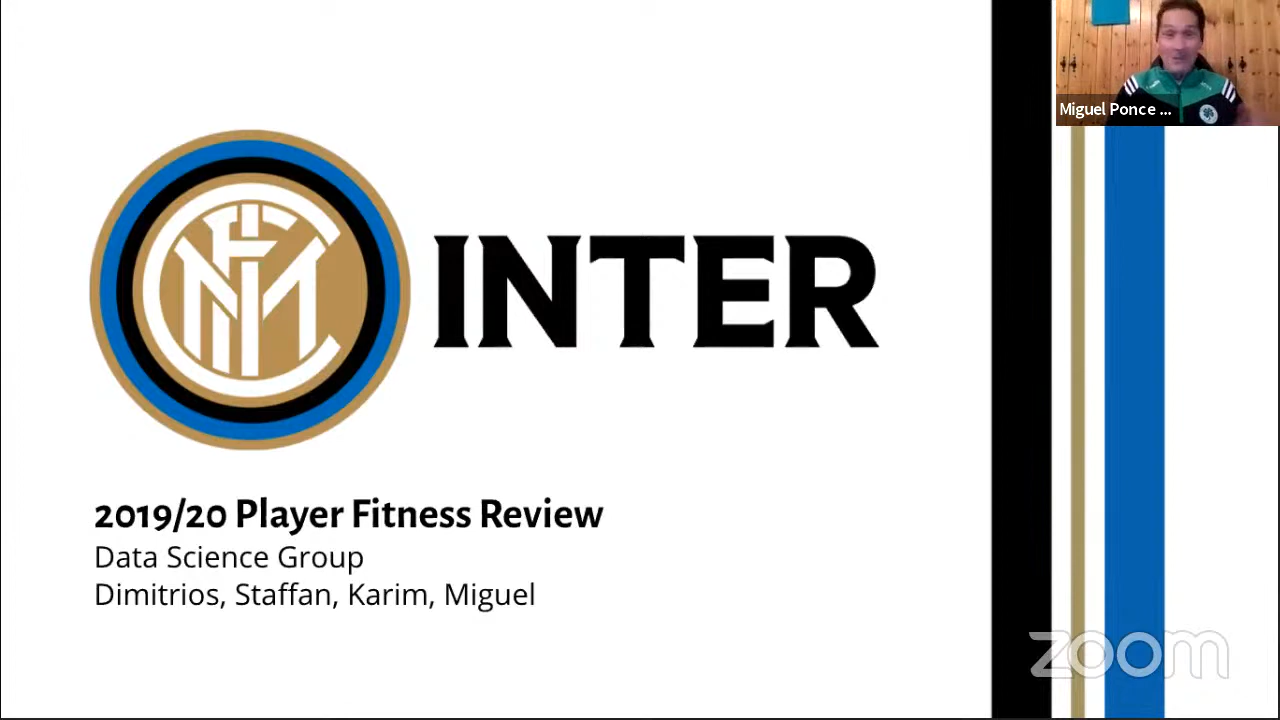 Miguel Ponce ...
INTER
2019/20 Player Fitness Review
Data Science Group
Dimitrios, Staffan, Karim, Miguel
zoom